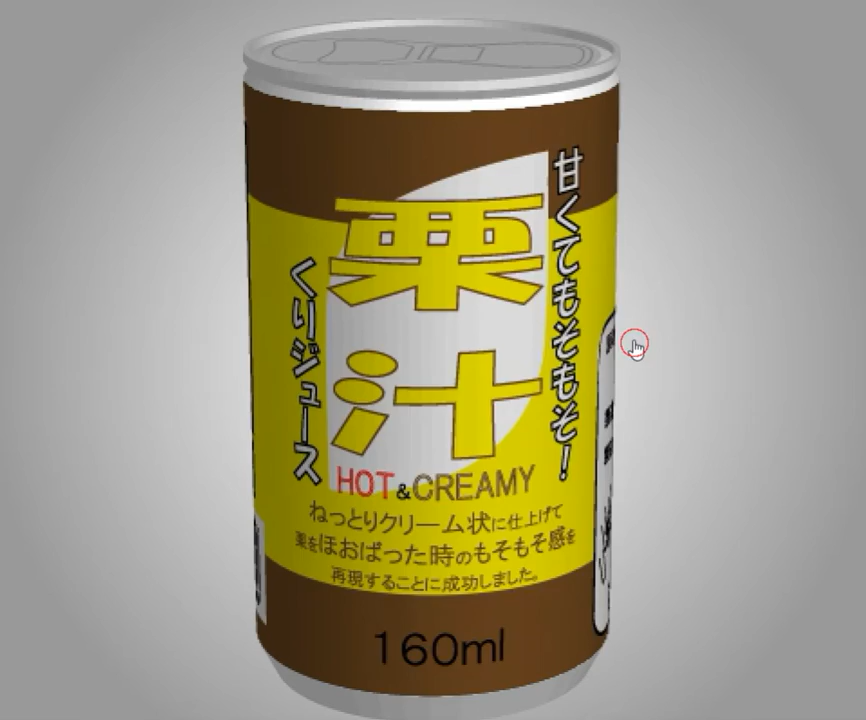 甘くてもそもそ!
栗汁
くりジュース
HOT&CREAMY
ねっとりクリーム状に仕上げて
栗をほおばった時のもそもそ感を
再現することに成功しました。
160ml